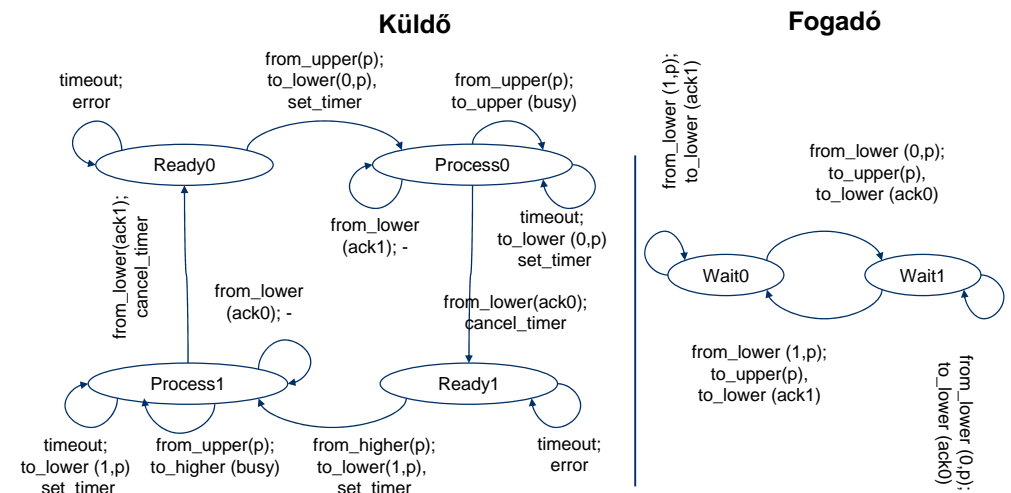 Küldő
Fogadó
timeout;
error
from_upper(p);
to_lower(0,p),
set_timer
from_upper(p);
to_upper (busy)
Ready0
Process0
from_lower
(ack1); -
timeout;
to_lower (0,p)
set_timer
from_lower(ack1);
cancel_timer
from_lower
(ack0); -
from_lower(ack0);
cancel_timer
Process1
Ready1
timeout;
to_lower (1,p)
set_timer
from_upper(p);
to_higher (busy)
from_higher(p);
to_lower(1,p),
set_timer
timeout;
error
from_lower (1,p);
to_lower (ack1)
from_lower (0,p);
to_upper(p),
to_lower (ack0)
Wait0
Wait1
from_lower (1,p);
to_upper(p),
to_lower (ack1)
from_lower (0,p);
to_lower (ack0)